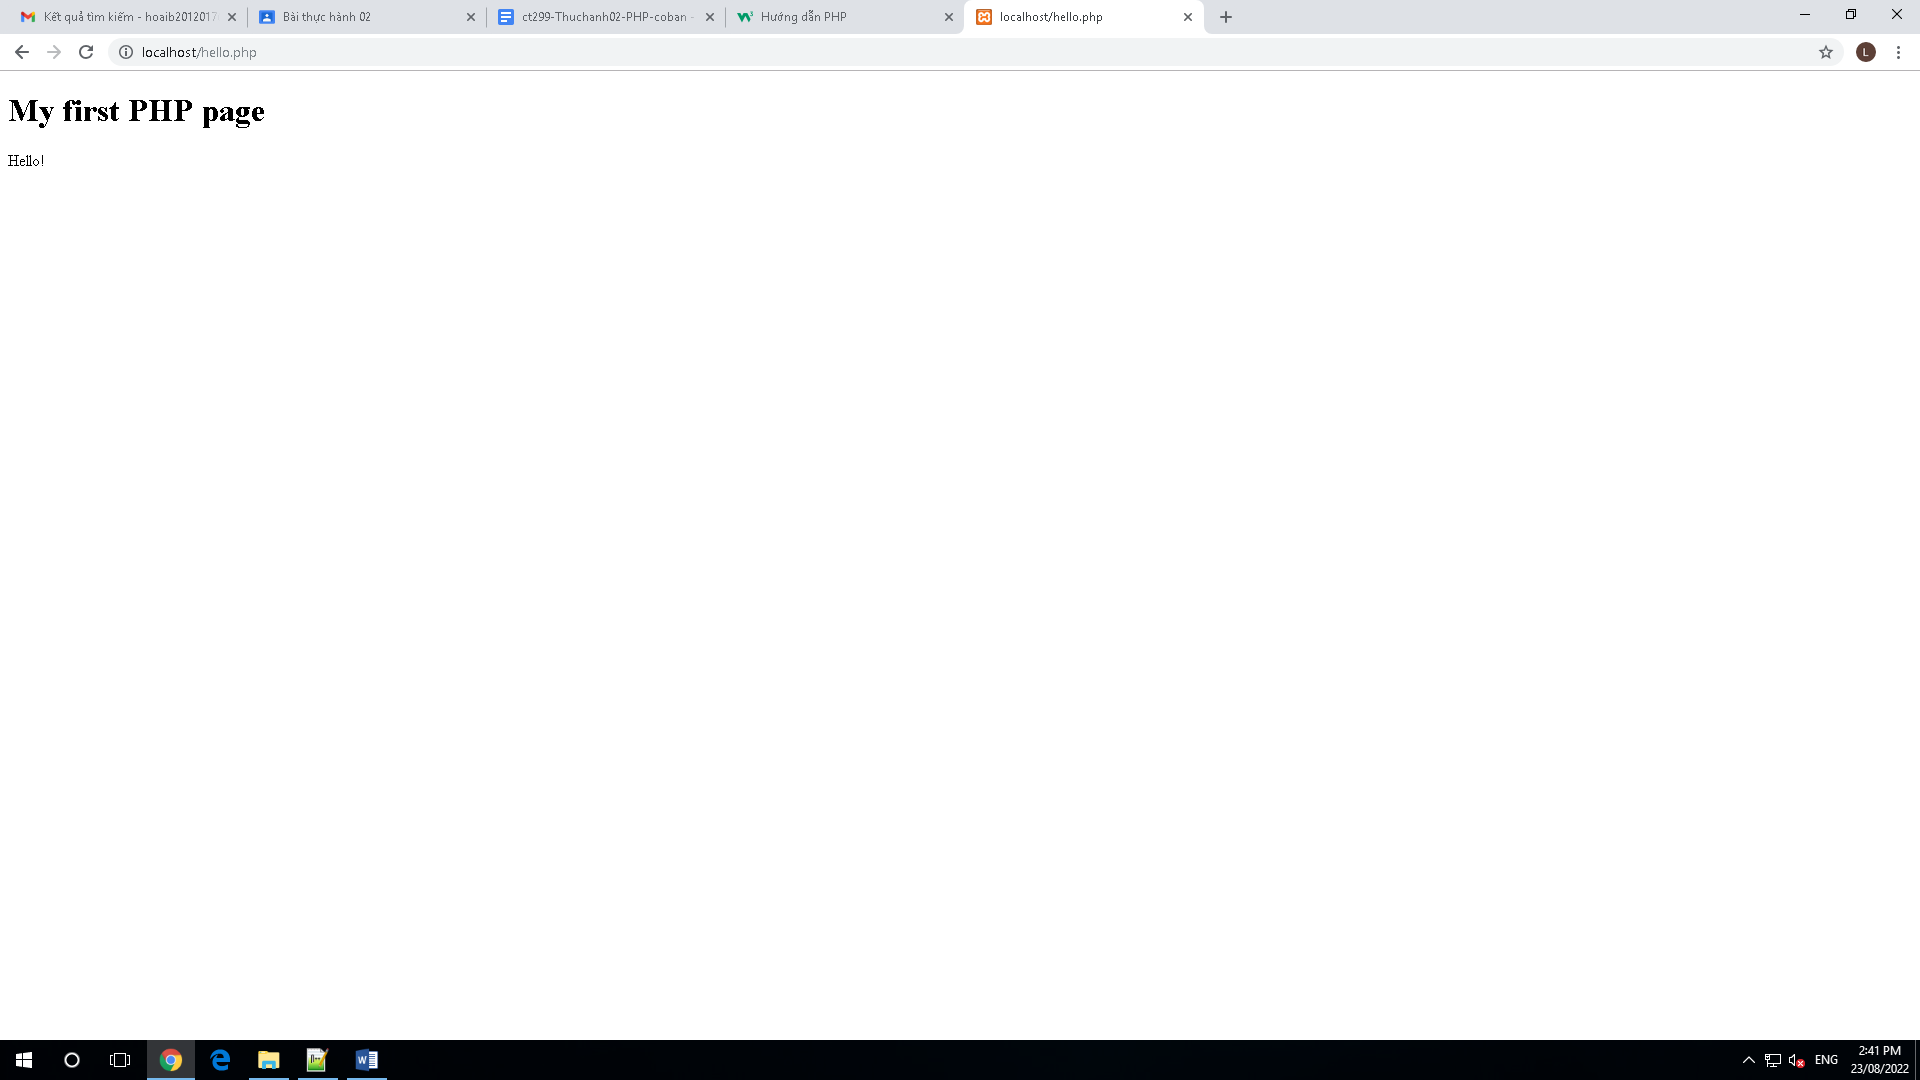 Kết quả tìm kiếm - hoaib2012017
Bài thực hành 02
ct299-Thuchanh02-PHP-coban -
Hướng dẫn PHP
localhost/hello.php
localhost/hello.php
L
My first PHP page
Hello!
ENG
2:41 PM
23/08/2022